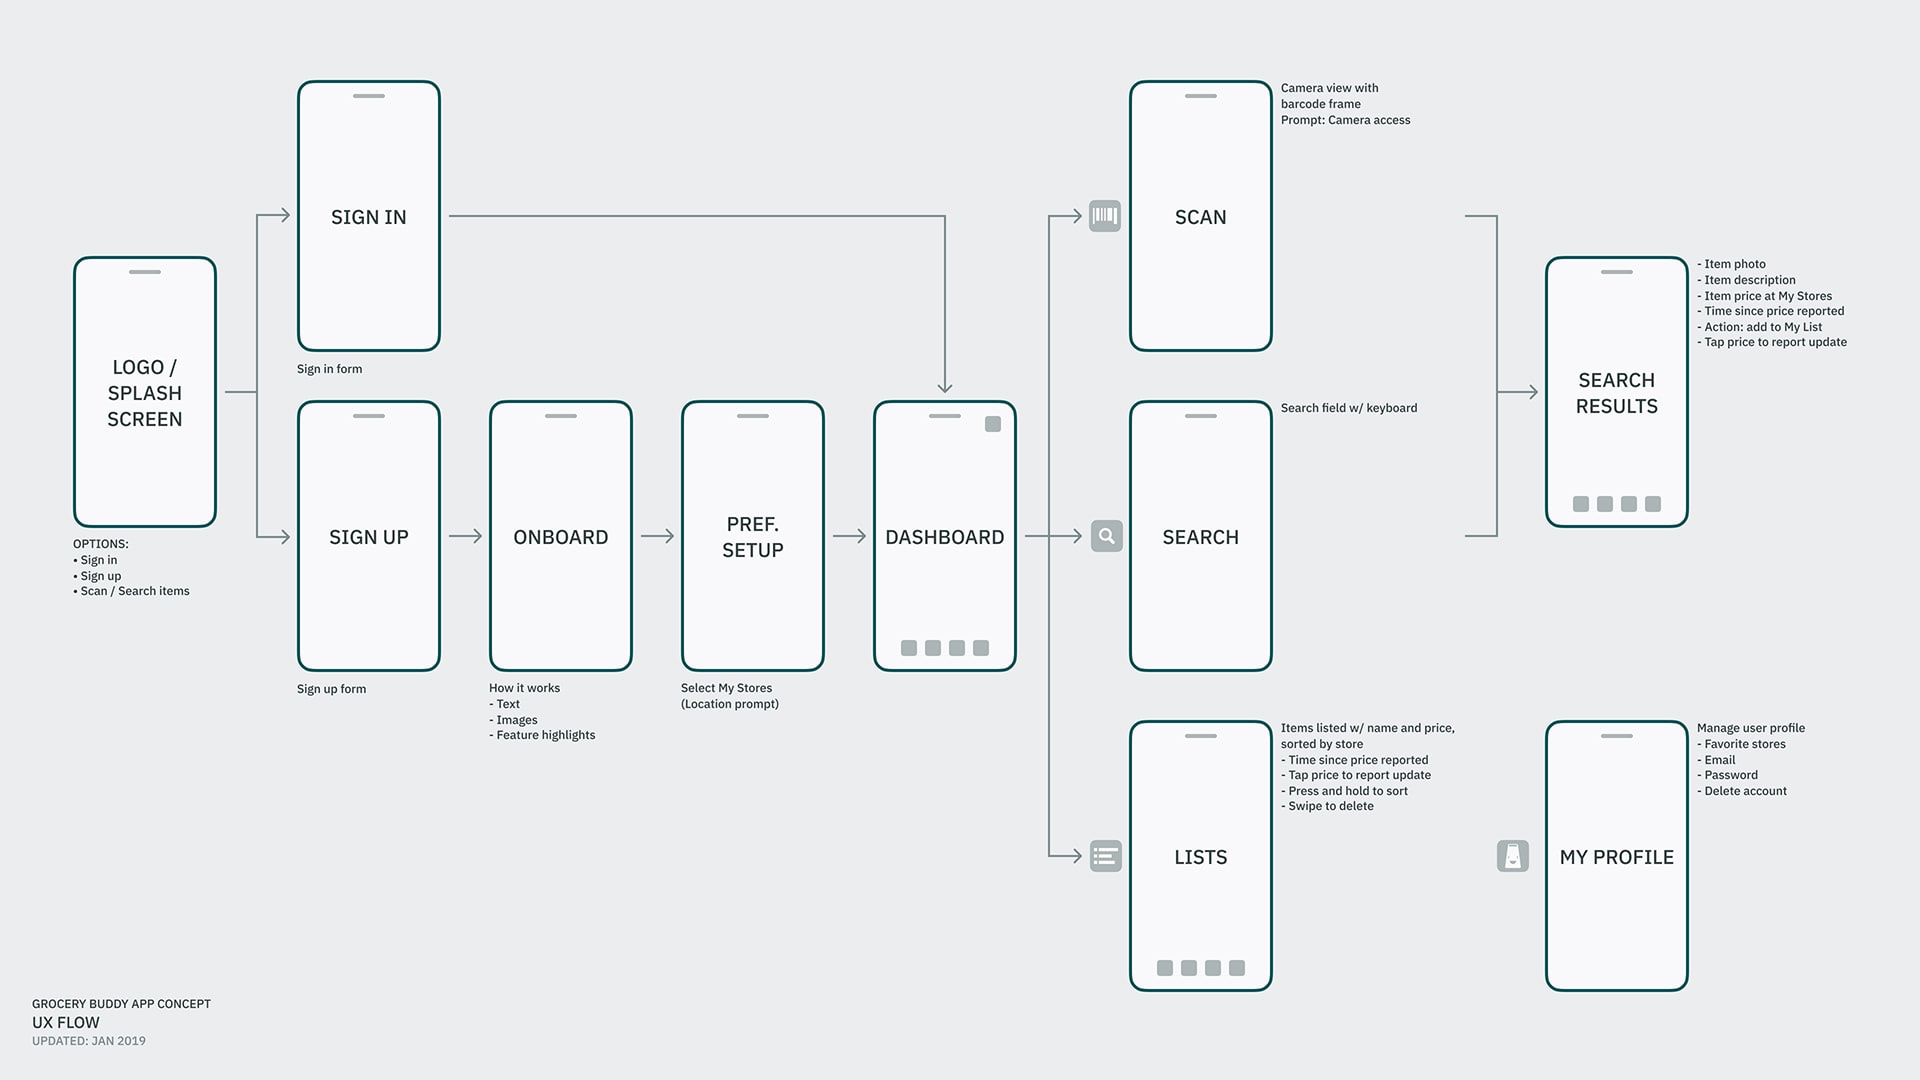 LOGO /
SPLASH
SCREEN
OPTIONS:
• Sign in
• Sign up
• Scan / Search items
SIGN IN
Sign in form
SIGN UP
Sign up form
ONBOARD
How it works
- Text
- Images
- Feature highlights
PREF.
SETUP
Select My Stores
(Location prompt)
DASHBOARD
SCAN
Camera view with
barcode frame
Prompt: Camera access
SEARCH
Search field w/ keyboard
LISTS
Items listed w/ name and price,
sorted by store
- Time since price reported
- Tap price to report update
- Press and hold to sort
- Swipe to delete
SEARCH
RESULTS
- Item photo
- Item description
- Item price at My Stores
- Time since price reported
- Action: add to My List
- Tap price to report update
MY PROFILE
Manage user profile
- Favorite stores
- Email
- Password
- Delete account
GROCERY BUDDY APP CONCEPT
UX FLOW
UPDATED: JAN 2019